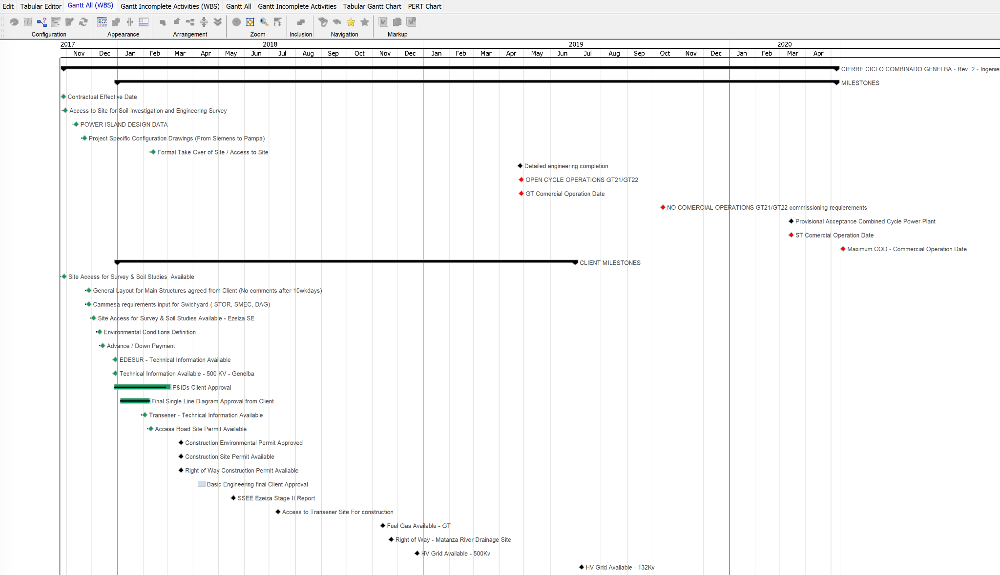 Edit Tabular Editor Gantt All (WBS) Gantt Incomplete Activities (WBS) Gantt All Gantt Incomplete Activities Tabular Gantt Chart PERT Chart
Configuration Appearance Arrangement Zoom Inclusion Navigation Markup
2017 2018 2019 2020
Nov Dec Jan Feb Mar Apr May Jun Jul Aug Sep Oct Nov Dec Jan Feb Mar Apr May Jun Jul Aug Sep Oct Nov Dec Jan Feb Mar Apr
CIERRE CICLO COMBINADO GENELBA - Rev. 2 - Ingenie
MILESTONES
Contractual Effective Date
Access to Site for Soil Investigation and Engineering Survey
POWER ISLAND DESIGN DATA
Project Specific Configuration Drawings (From Siemens to Pampa)
Formal Take Over of Site / Access to Site
Detailed engineering completion
OPEN CYCLE OPERATIONS GT21/GT22
GT Comercial Operation Date
NO COMERCIAL OPERATIONS GT21/GT22 commissioning requierements
Provisional Acceptance Combined Cycle Power Plant
ST Comercial Operation Date
Maximum COD - Commercial Operation Date
CLIENT MILESTONES
Site Access for Survey & Soil Studies  Available
General Layout for Main Structures agreed from Client (No comments after 10wkdays)
Cammesa requirements input for Swichyard ( STOR, SMEC, DAG)
Site Access for Survey & Soil Studies Available - Ezeiza SE
Environmental Conditions Definition
Advance / Down Payment
EDESUR - Technical Information Available
Technical Information Available - 500 KV - Genelba
P&IDs Client Approval
Final Single Line Diagram Approval from Client
Transener - Technical Information Available
Access Road Site Permit Available
Construction Environmental Permit Approved
Construction Site Permit Available
Right of Way Construction Permit Available
Basic Engineering final Client Approval
SSEE Ezeiza Stage II Report
Access to Transener Site For construction
Fuel Gas Available - GT
Right of Way - Matanza River Drainage Site
HV Grid Available - 500Kv
HV Grid Available - 132Kv